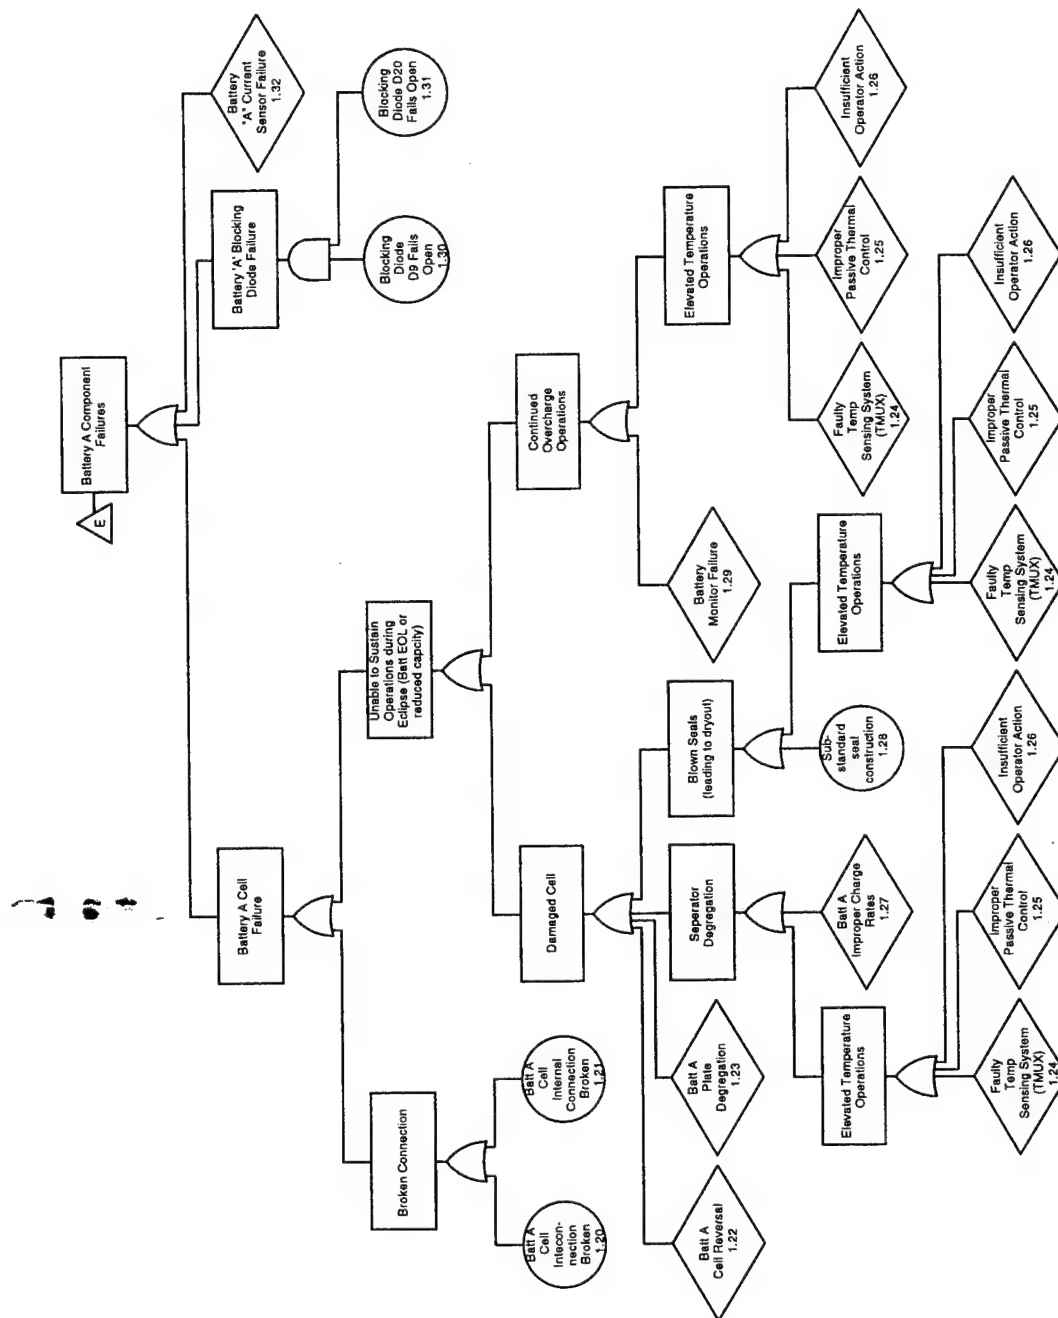 E
Battery A Component
Failures
Battery A Cell
Failure
Battery 'A' Blocking
Diode Failure
Battery
"A" Current
Sensor Failure
1.32
Blocking
Diode
D9 Fails
Open
1.30
Blocking
Diode D20
Fails Open
1.31
Broken Connection
Unable to Sustain
Operations during
Eclipse (Batt EOL or
reduced capcity)
Batt A
Cell
Intecon-
nection
Broken
1.20
Batt A
Cell
Internal
Connection
Broken
1.21
Damaged Cell
Continued
Overcharge
Operations
Batt A
Cell Reversal
1.22
Batt A
Plate
Degregation
1.23
Seperator
Degregation
Blown Seals
(leading to dryout)
Battery
Monitor Failure
1.29
Elevated Temperature
Operations
Elevated Temperature
Operations
Batt A
Improper Charge
Rates
1.27
Sub-
standard
seal
construction
1.28
Elevated Temperature
Operations
Faulty
Temp
Sensing System
(TMUX)
1.24
Improper
Passive Thermal
Control
1.25
Insufficient
Operator Action
1.26
Faulty
Temp
Sensing System
(TMUX)
1.24
Improper
Passive Thermal
Control
1.25
Insufficient
Operator Action
1.26
Faulty
Temp
Sensing System
(TMUX)
1.24
Improper
Passive Thermal
Control
1.25
Insufficient
Operator Action
1.26